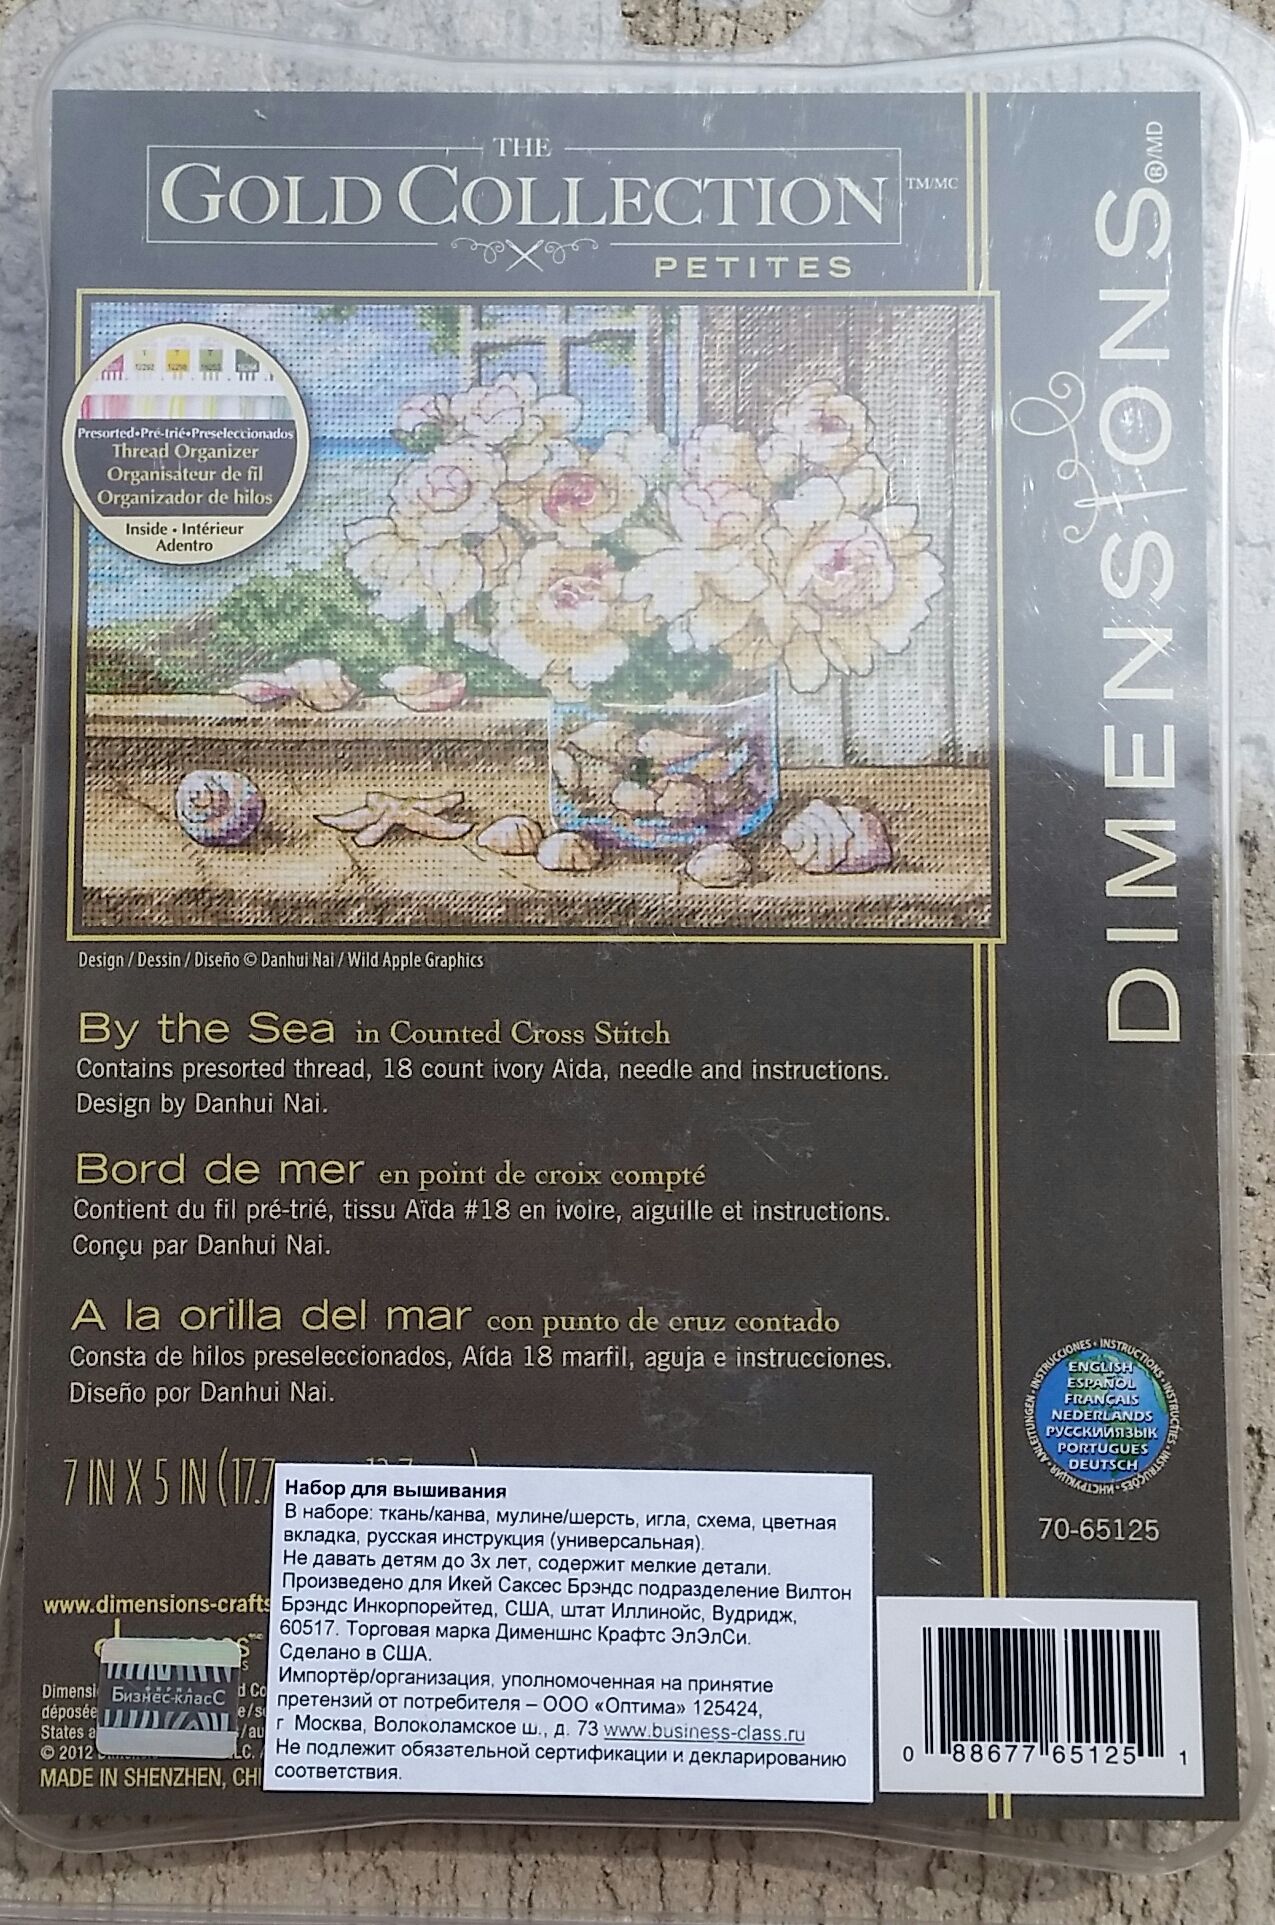 THE
GOLD COLLECTION TM/MC
PETITES
DIMENSIONS ®/MD
Presorted•Pré-trié•Preseleccionados
Thread Organizer
Organisateur de fil
Organizador de hilos
Inside • Intérieur
Adentro
Design / Dessin / Diseño © Danhui Nai / Wild Apple Graphics
By the Sea in Counted Cross Stitch
Contains presorted thread, 18 count ivory Aida, needle and instructions.
Design by Danhui Nai.
Bord de mer en point de croix compté
Contient du fil pré-trié, tissu Aïda #18 en ivoire, aiguille et instructions.
Conçu par Danhui Nai.
A la orilla del mar con punto de cruz contado
Consta de hilos preseleccionados, Aída 18 marfil, aguja e instrucciones.
Diseño por Danhui Nai.
7 IN X 5 IN (17.7
INSTRUCCIONES • INSTRUCTIONS •
ENGLISH
ESPAÑOL
FRANÇAIS
NEDERLANDS
РУССКИЙЯЗЫК
PORTUGUES
DEUTSCH
70-65125
Набор для вышивания
В наборе: ткань/канва, мулине/шерсть, игла, схема, цветная
вкладка, русская инструкция (универсальная).
Не давать детям до 3х лет, содержит мелкие детали.
Произведено для Икей Саксес Брэндс подразделение Вилтон
Брэндс Инкорпорейтед, США, штат Иллинойс, Вудридж,
60517. Торговая марка Дименшнс Крафтс ЭлЭлСи.
Сделано в США.
Импортёр/организация, уполномоченная на принятие
претензий от потребителя – ООО «Оптима» 125424,
г Москва, Волоколамское ш., д. 73 www.business-class.ru
Не подлежит обязательной сертификации и декларированию
соответствия.
www.dimensions-crafts
ФИРМА
Бизнес-класС
Dimensi
déposée
States a
© 2012
MADE IN SHENZHEN, CHI
0 88677 65125 1